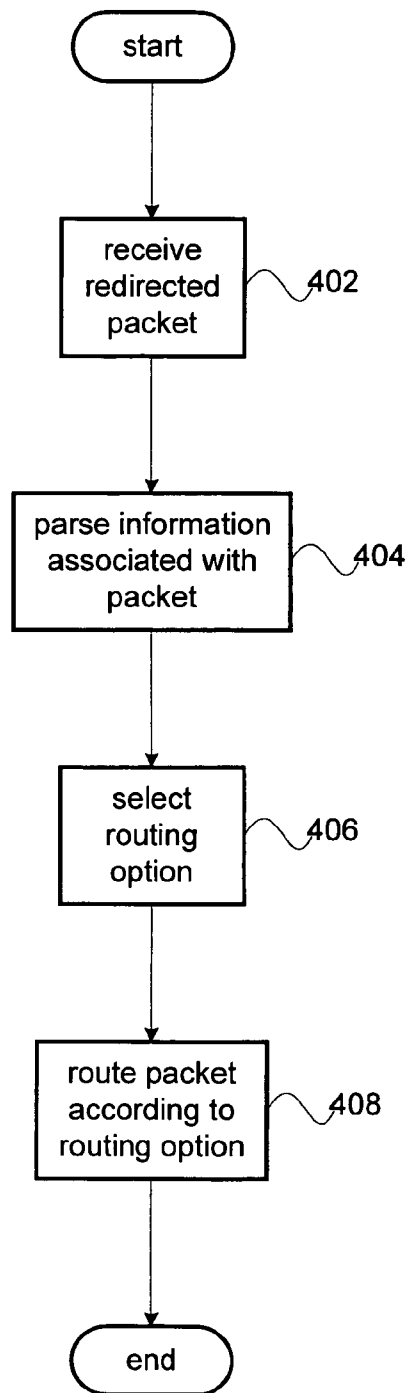 start
receive
redirected
packet
402
parse information
associated with
packet
404
select
routing
option
406
route packet
according to
routing option
408
end